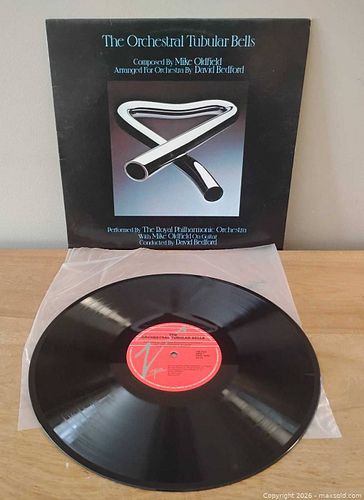 The Orchestral Tubular Bells
Composed By Mike Oldfield
Arranged For Orchestra By David Bedford
Performed By The Royal Philharmonic Orchestra
With Mike Oldfield On Guitar
Conducted By David Bedford
THE
ORCHESTRAL TUBULAR BELLS
Virgin
Copyright 2026 - maxsold.com